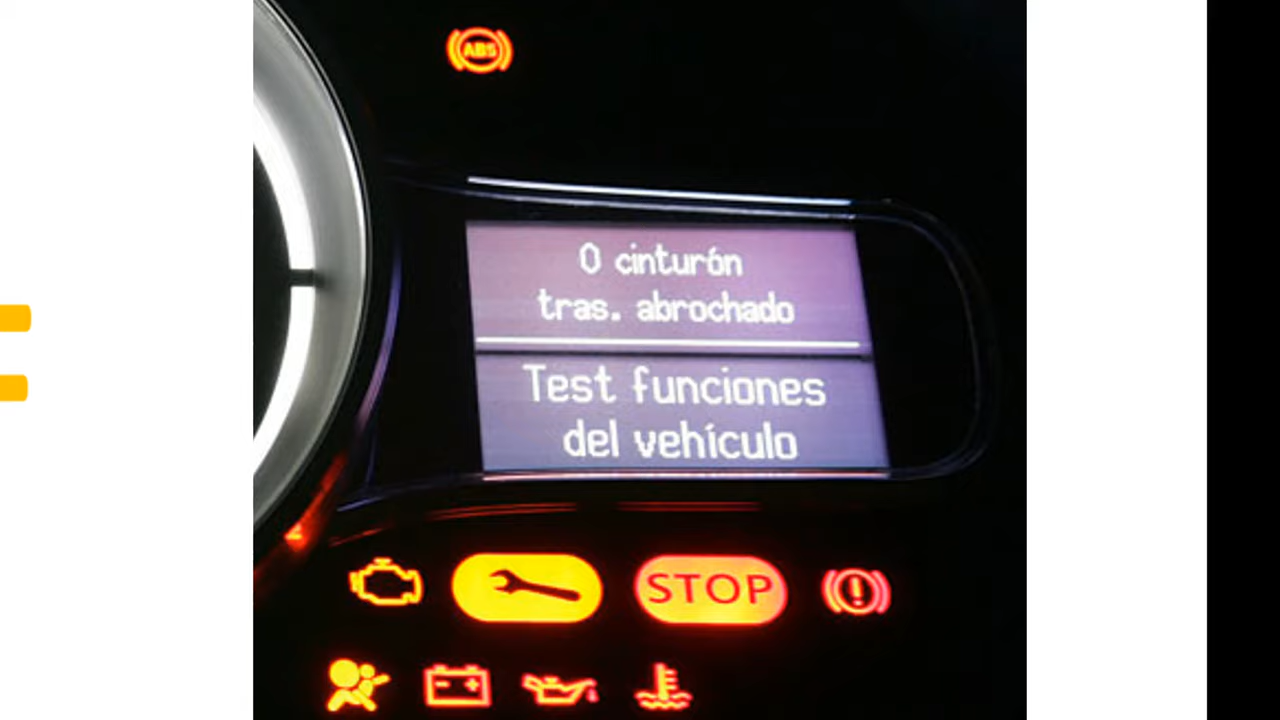 ABS
0 cinturón
tras. abrochado
Test funciones
del vehículo
STOP